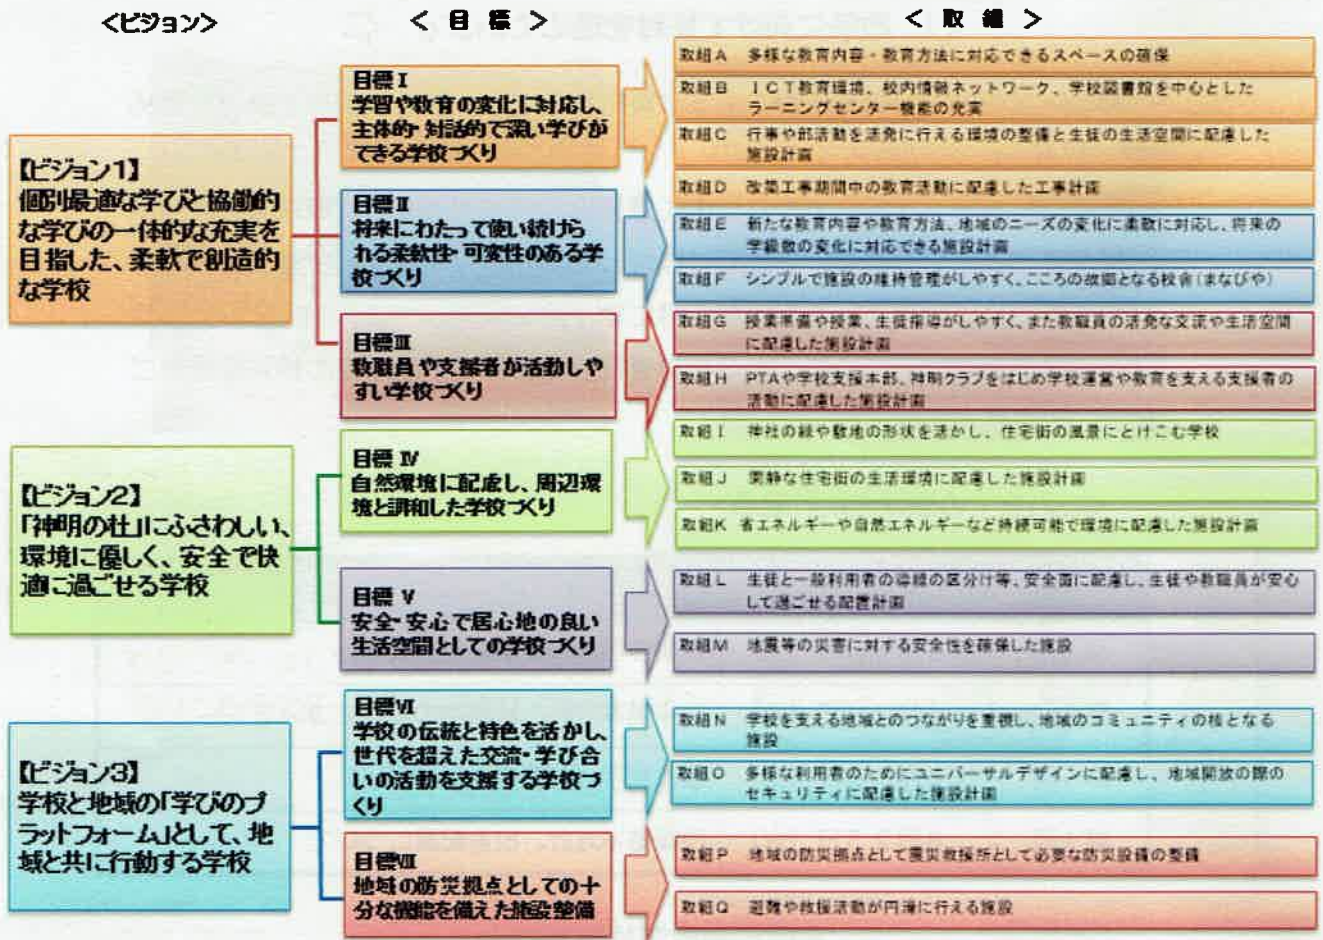 <ビジョン>
< 目 標 >
< 取 組 >
【ビジョン1】
個別最適な学びと協働的
な学びの一体的な充実を
目指した、柔軟で創造的
な学校
目標Ⅰ
学習や教育の変化に対応し、
主体的・対話的で深い学びが
できる学校づくり
取組A 多様な教育内容・教育方法に対応できるスペースの確保
取組B ICT教育環境、校内情報ネットワーク、学校図書館を中心とした
ラーニングセンター機能の充実
取組C 行事や部活動を活発に行える環境の整備と生徒の生活空間に配慮した
施設計画
取組D 改築工事期間中の教育活動に配慮した工事計画
目標Ⅱ
将来にわたって使い続けら
れる柔軟性・可変性のある学
校づくり
取組E 新たな教育内容や教育方法、地域のニーズの変化に柔軟に対応し、将来の
学級数の変化に対応できる施設計画
取組F シンプルで施設の維持管理がしやすく、こころの故郷となる校舎(まなびや)
目標Ⅲ
教職員や支援者が活動しや
すい学校づくり
取組G 授業準備や授業、生徒指導がしやすく、また教職員の活発な交流や生活空間
に配慮した施設計画
取組H PTAや学校支援本部、神明クラブをはじめ学校運営や教育を支える支援者の
活動に配慮した施設計画
【ビジョン2】
「神明の杜」にふさわしい、
環境に優しく、安全で快
適に過ごせる学校
目標 Ⅳ
自然環境に配慮し、周辺環
境と調和した学校づくり
取組I 神社の緑や敷地の形状を活かし、住宅街の風景にとけこむ学校
取組J 閑静な住宅街の生活環境に配慮した施設計画
取組K 省エネルギーや自然エネルギーなど持続可能で環境に配慮した施設計画
目標 Ⅴ
安全・安心で居心地の良い
生活空間としての学校づくり
取組L 生徒と一般利用者の導線の区分け等、安全面に配慮し、生徒や教職員が安心
して過ごせる配置計画
取組M 地震等の災害に対する安全性を確保した施設
【ビジョン3】
学校と地域の「学びのプ
ラットフォーム」として、地
域と共に行動する学校
目標Ⅵ
学校の伝統と特色を活かし、
世代を超えた交流・学び合
いの活動を支援する学校づ
くり
取組N 学校を支える地域とのつながりを重視し、地域のコミュニティの核となる
施設
取組O 多様な利用者のためにユニバーサルデザインに配慮し、地域開放の際の
セキュリティに配慮した施設計画
目標Ⅶ
地域の防災拠点としての十
分な機能を備えた施設整備
取組P 地域の防災拠点として震災救援所として必要な防災設備の整備
取組Q 避難や救援活動が円滑に行える施設